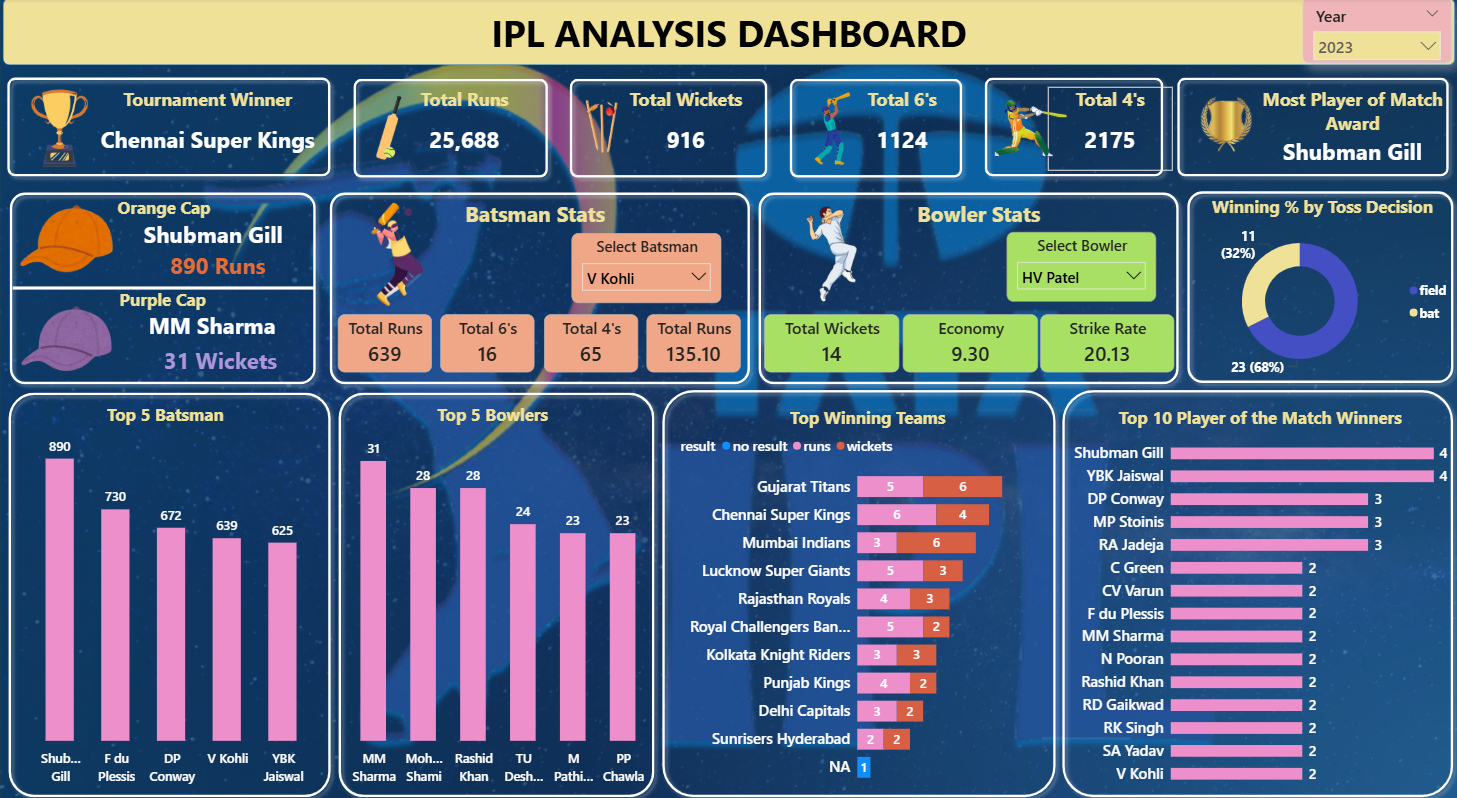 IPL ANALYSIS DASHBOARD
Year
2023
Tournament Winner
Chennai Super Kings
Total Runs
25,688
Total Wickets
916
Total 6's
1124
Total 4's
2175
Most Player of Match
Award
Shubman Gill
Orange Cap
Shubman Gill
890 Runs
Purple Cap
MM Sharma
31 Wickets
Batsman Stats
Select Batsman
V Kohli
Total Runs
639
Total 6's
16
Total 4's
65
Total Runs
135.10
Bowler Stats
Select Bowler
HV Patel
Total Wickets
14
Economy
9.30
Strike Rate
20.13
Winning % by Toss Decision
11
(32%)
field
bat
23 (68%)
Top 5 Batsman
890
730
672
639
625
Shub...
Gill
F du
Plessis
DP
Conway
V Kohli
YBK
Jaiswal
Top 5 Bowlers
31
28
28
24
23
23
MM
Sharma
Moh...
Shami
Rashid
Khan
TU
Desh...
M
Pathi...
PP
Chawla
Top Winning Teams
result no result runs wickets
Gujarat Titans 5 6
Chennai Super Kings 6 4
Mumbai Indians 3 6
Lucknow Super Giants 5 3
Rajasthan Royals 4 3
Royal Challengers Ban... 5 2
Kolkata Knight Riders 3 3
Punjab Kings 4 2
Delhi Capitals 3 2
Sunrisers Hyderabad 2 2
NA 1
Top 10 Player of the Match Winners
Shubman Gill 4
YBK Jaiswal 4
DP Conway 3
MP Stoinis 3
RA Jadeja 3
C Green 2
CV Varun 2
F du Plessis 2
MM Sharma 2
N Pooran 2
Rashid Khan 2
RD Gaikwad 2
RK Singh 2
SA Yadav 2
V Kohli 2
TATA
IPL